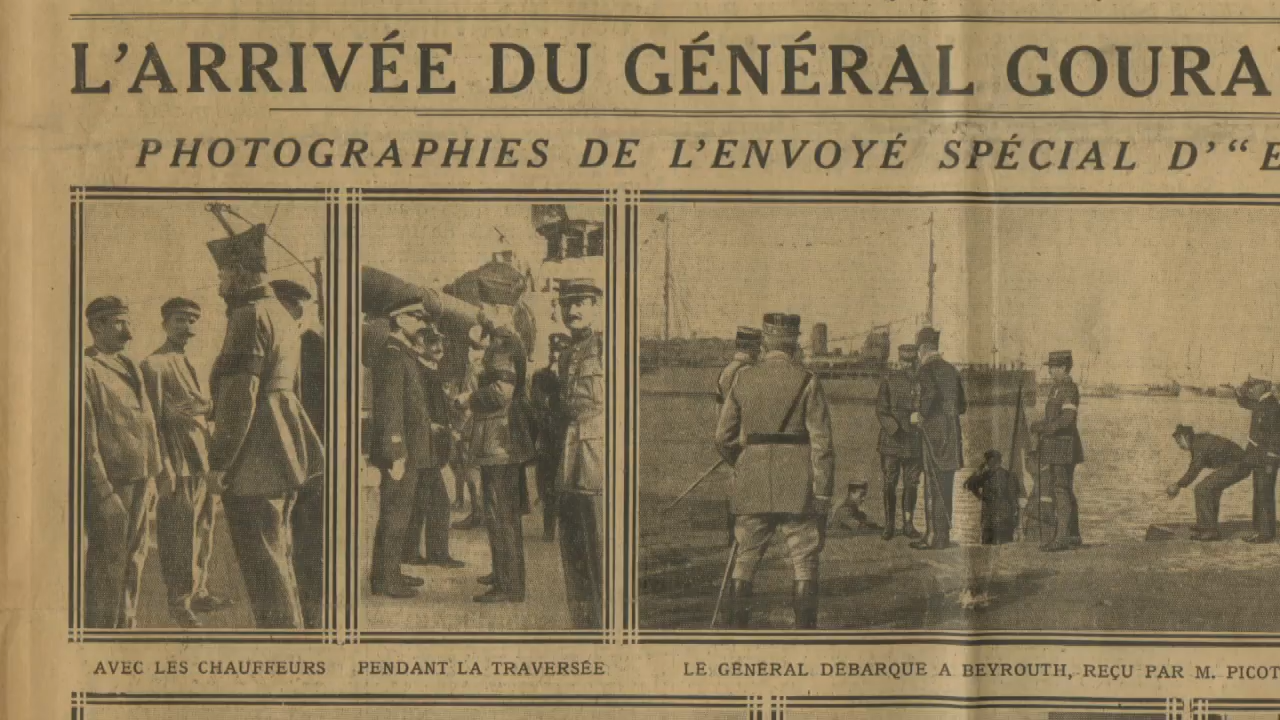 L'ARRIVÉE DU GÉNÉRAL GOURA
PHOTOGRAPHIES DE L'ENVOYÉ SPÉCIAL D'“E
AVEC LES CHAUFFEURS
PENDANT LA TRAVERSÉE
LE GÉNÉRAL DÉBARQUE A BEYROUTH, REÇU PAR M. PICOT